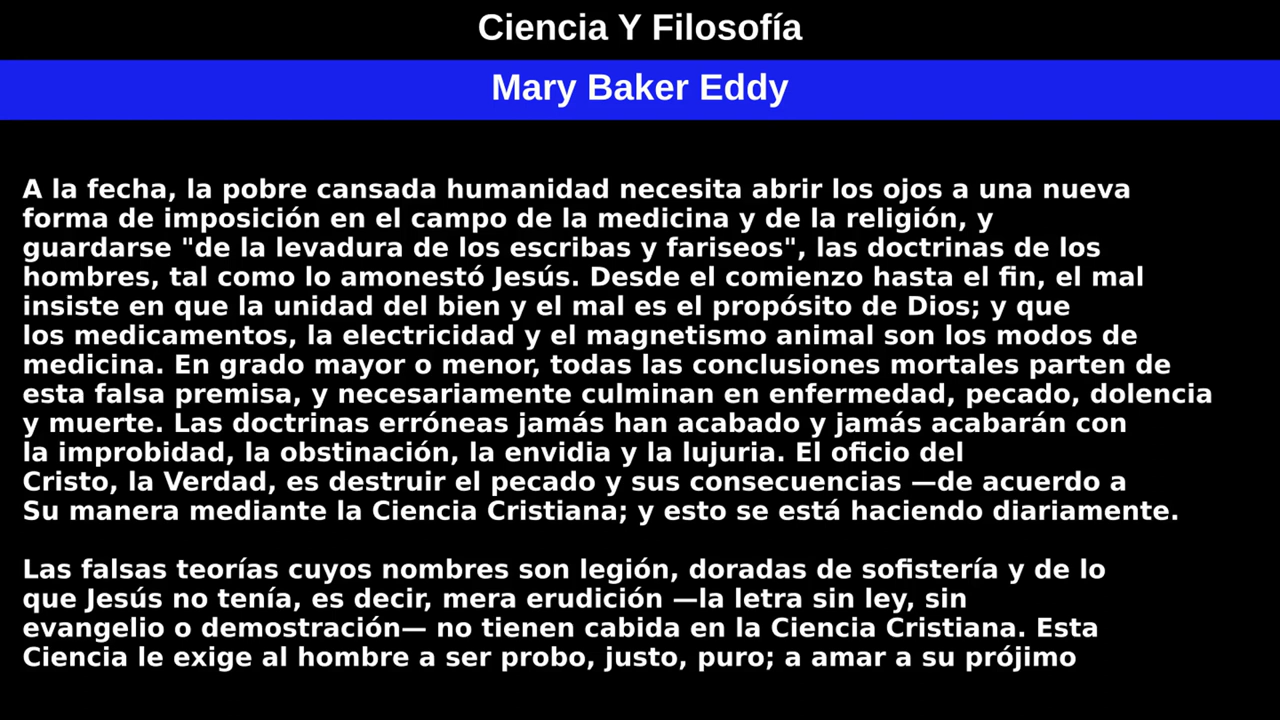 Ciencia Y Filosofía
Mary Baker Eddy
A la fecha, la pobre cansada humanidad necesita abrir los ojos a una nueva
forma de imposición en el campo de la medicina y de la religión, y
guardarse "de la levadura de los escribas y fariseos", las doctrinas de los
hombres, tal como lo amonestó Jesús. Desde el comienzo hasta el fin, el mal
insiste en que la unidad del bien y el mal es el propósito de Dios; y que
los medicamentos, la electricidad y el magnetismo animal son los modos de
medicina. En grado mayor o menor, todas las conclusiones mortales parten de
esta falsa premisa, y necesariamente culminan en enfermedad, pecado, dolencia
y muerte. Las doctrinas erróneas jamás han acabado y jamás acabarán con
la improbidad, la obstinación, la envidia y la lujuria. El oficio del
Cristo, la Verdad, es destruir el pecado y sus consecuencias —de acuerdo a
Su manera mediante la Ciencia Cristiana; y esto se está haciendo diariamente.
Las falsas teorías cuyos nombres son legión, doradas de sofistería y de lo
que Jesús no tenía, es decir, mera erudición —la letra sin ley, sin
evangelio o demostración— no tienen cabida en la Ciencia Cristiana. Esta
Ciencia le exige al hombre a ser probo, justo, puro; a amar a su prójimo